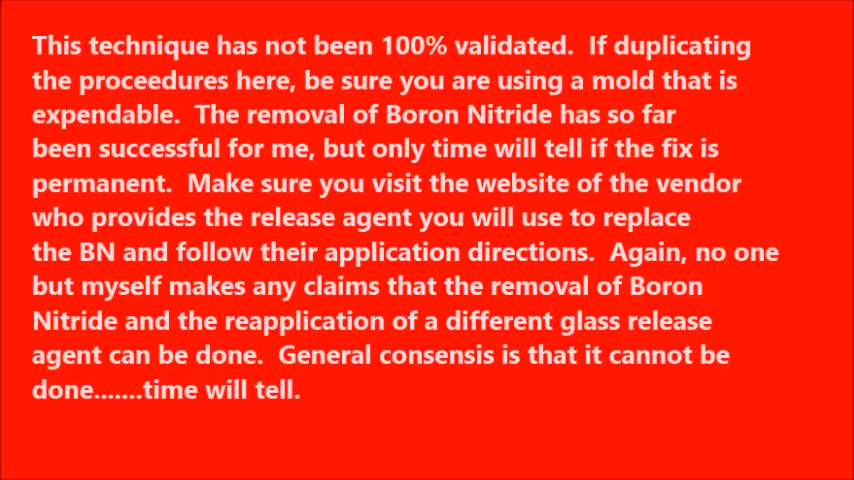 This technique has not been 100% validated.  If duplicating
the proceedures here, be sure you are using a mold that is
expendable.  The removal of Boron Nitride has so far
been successful for me, but only time will tell if the fix is
permanent.  Make sure you visit the website of the vendor
who provides the release agent you will use to replace
the BN and follow their application directions.  Again, no one
but myself makes any claims that the removal of Boron
Nitride and the reapplication of a different glass release
agent can be done.  General consensis is that it cannot be
done.......time will tell.